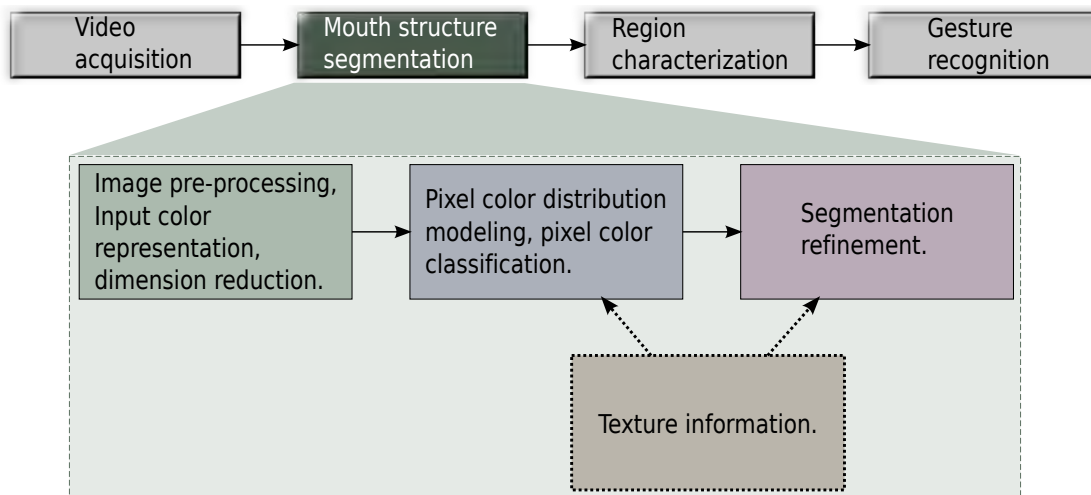 Video
acquisition
Mouth structure
segmentation
Region
characterization
Gesture
recognition
Image pre-processing,
Input color
representation,
dimension reduction.
Pixel color distribution
modeling, pixel color
classification.
Segmentation
refinement.
Texture information.